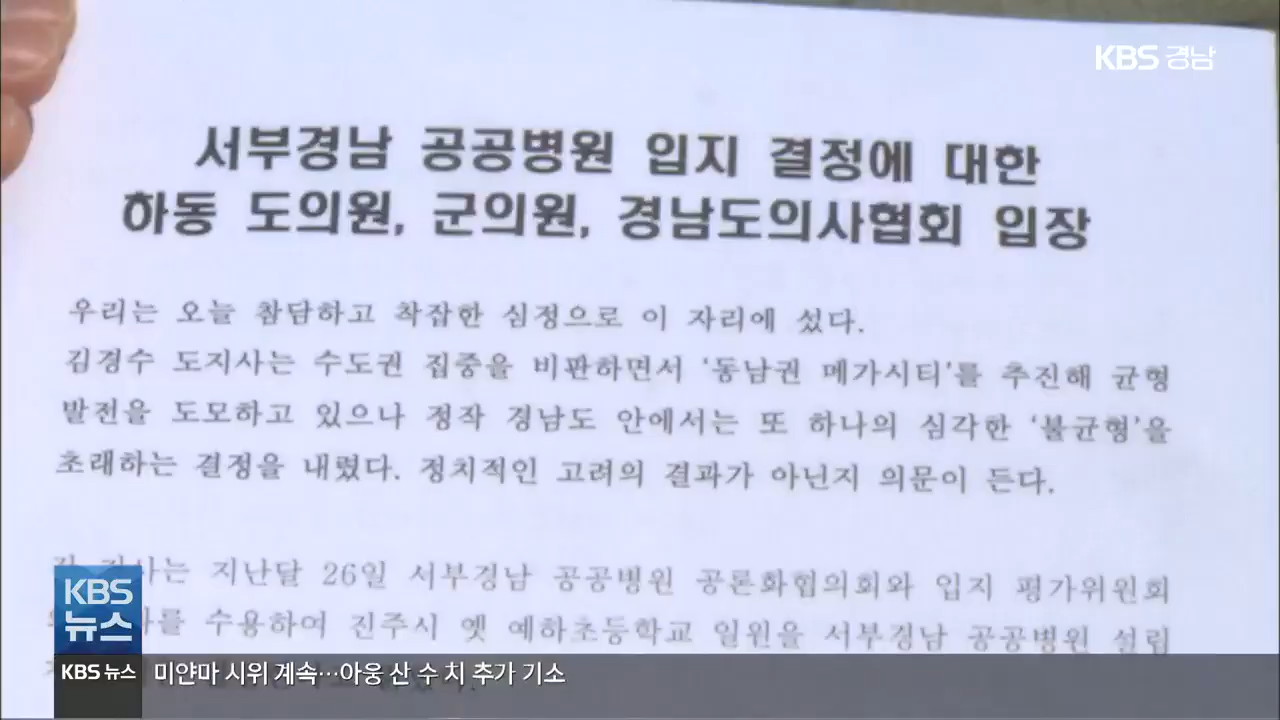 KBS 경남
서부경남 공공병원 입지 결정에 대한
하동 도의원, 군의원, 경남도의사협회 입장
우리는 오늘 참담하고 착잡한 심정으로 이 자리에 섰다.
김경수 도지사는 수도권 집중을 비판하면서 '동남권 메가시티'를 추진해 균형
발전을 도모하고 있으나 정작 경남도 안에서는 또 하나의 심각한 '불균형'을
초래하는 결정을 내렸다. 정치적인 고려의 결과가 아닌지 의문이 든다.
지난달 26일 서부경남 공공병원 공론화협의회와 입지 평가위원회
수용하여 진주시 옛 예하초등학교 일원을 서부경남 공공병원 설립
KBS
뉴스
KBS 뉴스 미얀마 시위 계속…아웅 산 수 치 추가 기소